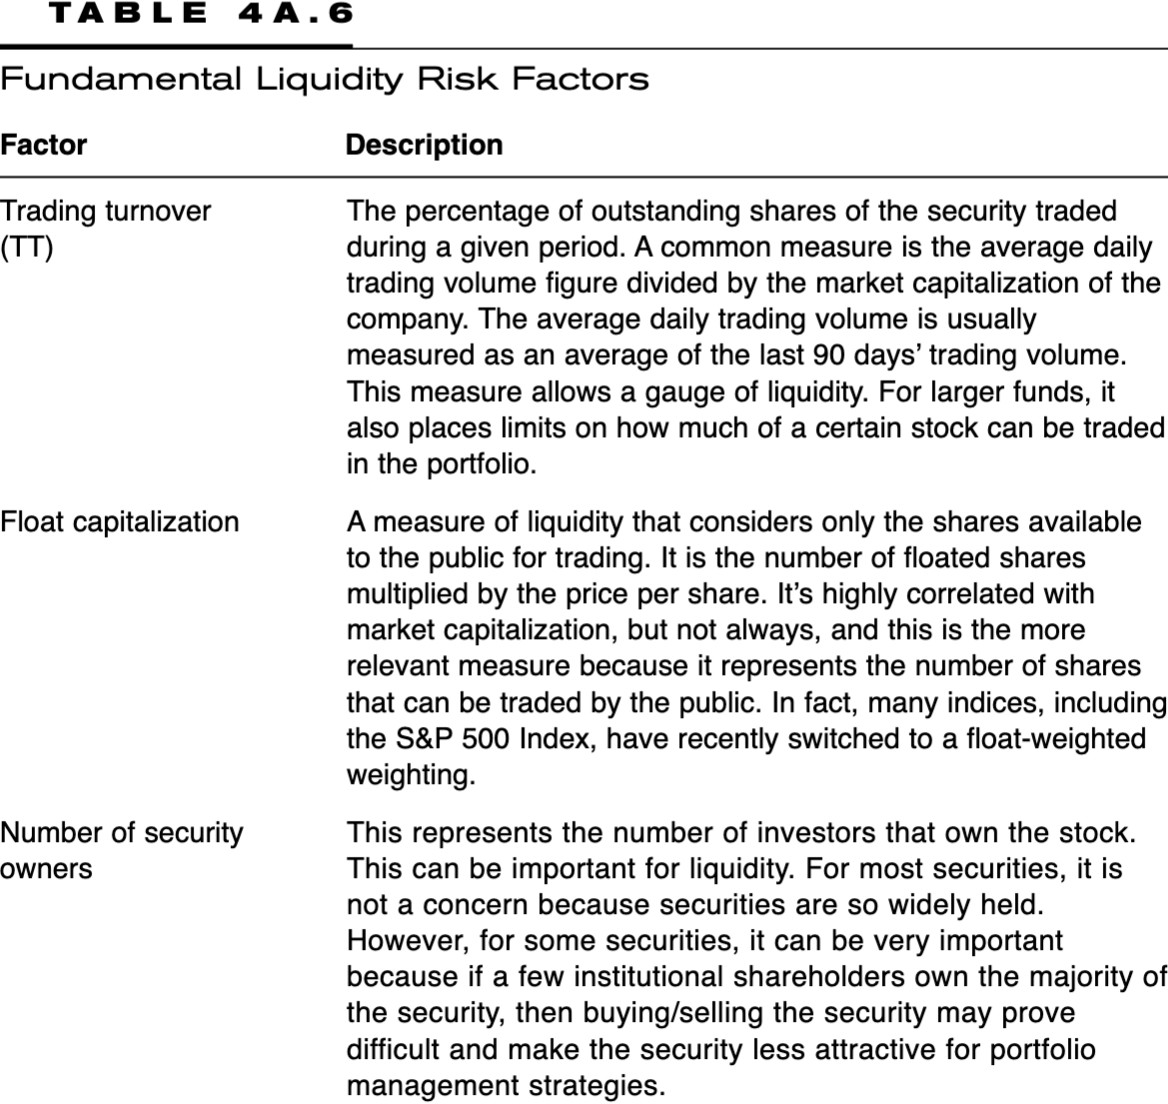 TABLE 4A.6
Fundamental Liquidity Risk Factors
Factor Description
Trading turnover The percentage of outstanding shares of the security traded
(TT) during a given period. A common measure is the average daily
trading volume figure divided by the market capitalization of the
company. The average daily trading volume is usually
measured as an average of the last 90 days' trading volume.
This measure allows a gauge of liquidity. For larger funds, it
also places limits on how much of a certain stock can be traded
in the portfolio.
Float capitalization A measure of liquidity that considers only the shares available
to the public for trading. It is the number of floated shares
multiplied by the price per share. It's highly correlated with
market capitalization, but not always, and this is the more
relevant measure because it represents the number of shares
that can be traded by the public. In fact, many indices, including
the S&P 500 Index, have recently switched to a float-weighted
weighting.
Number of security This represents the number of investors that own the stock.
owners This can be important for liquidity. For most securities, it is
not a concern because securities are so widely held.
However, for some securities, it can be very important
because if a few institutional shareholders own the majority of
the security, then buying/selling the security may prove
difficult and make the security less attractive for portfolio
management strategies.